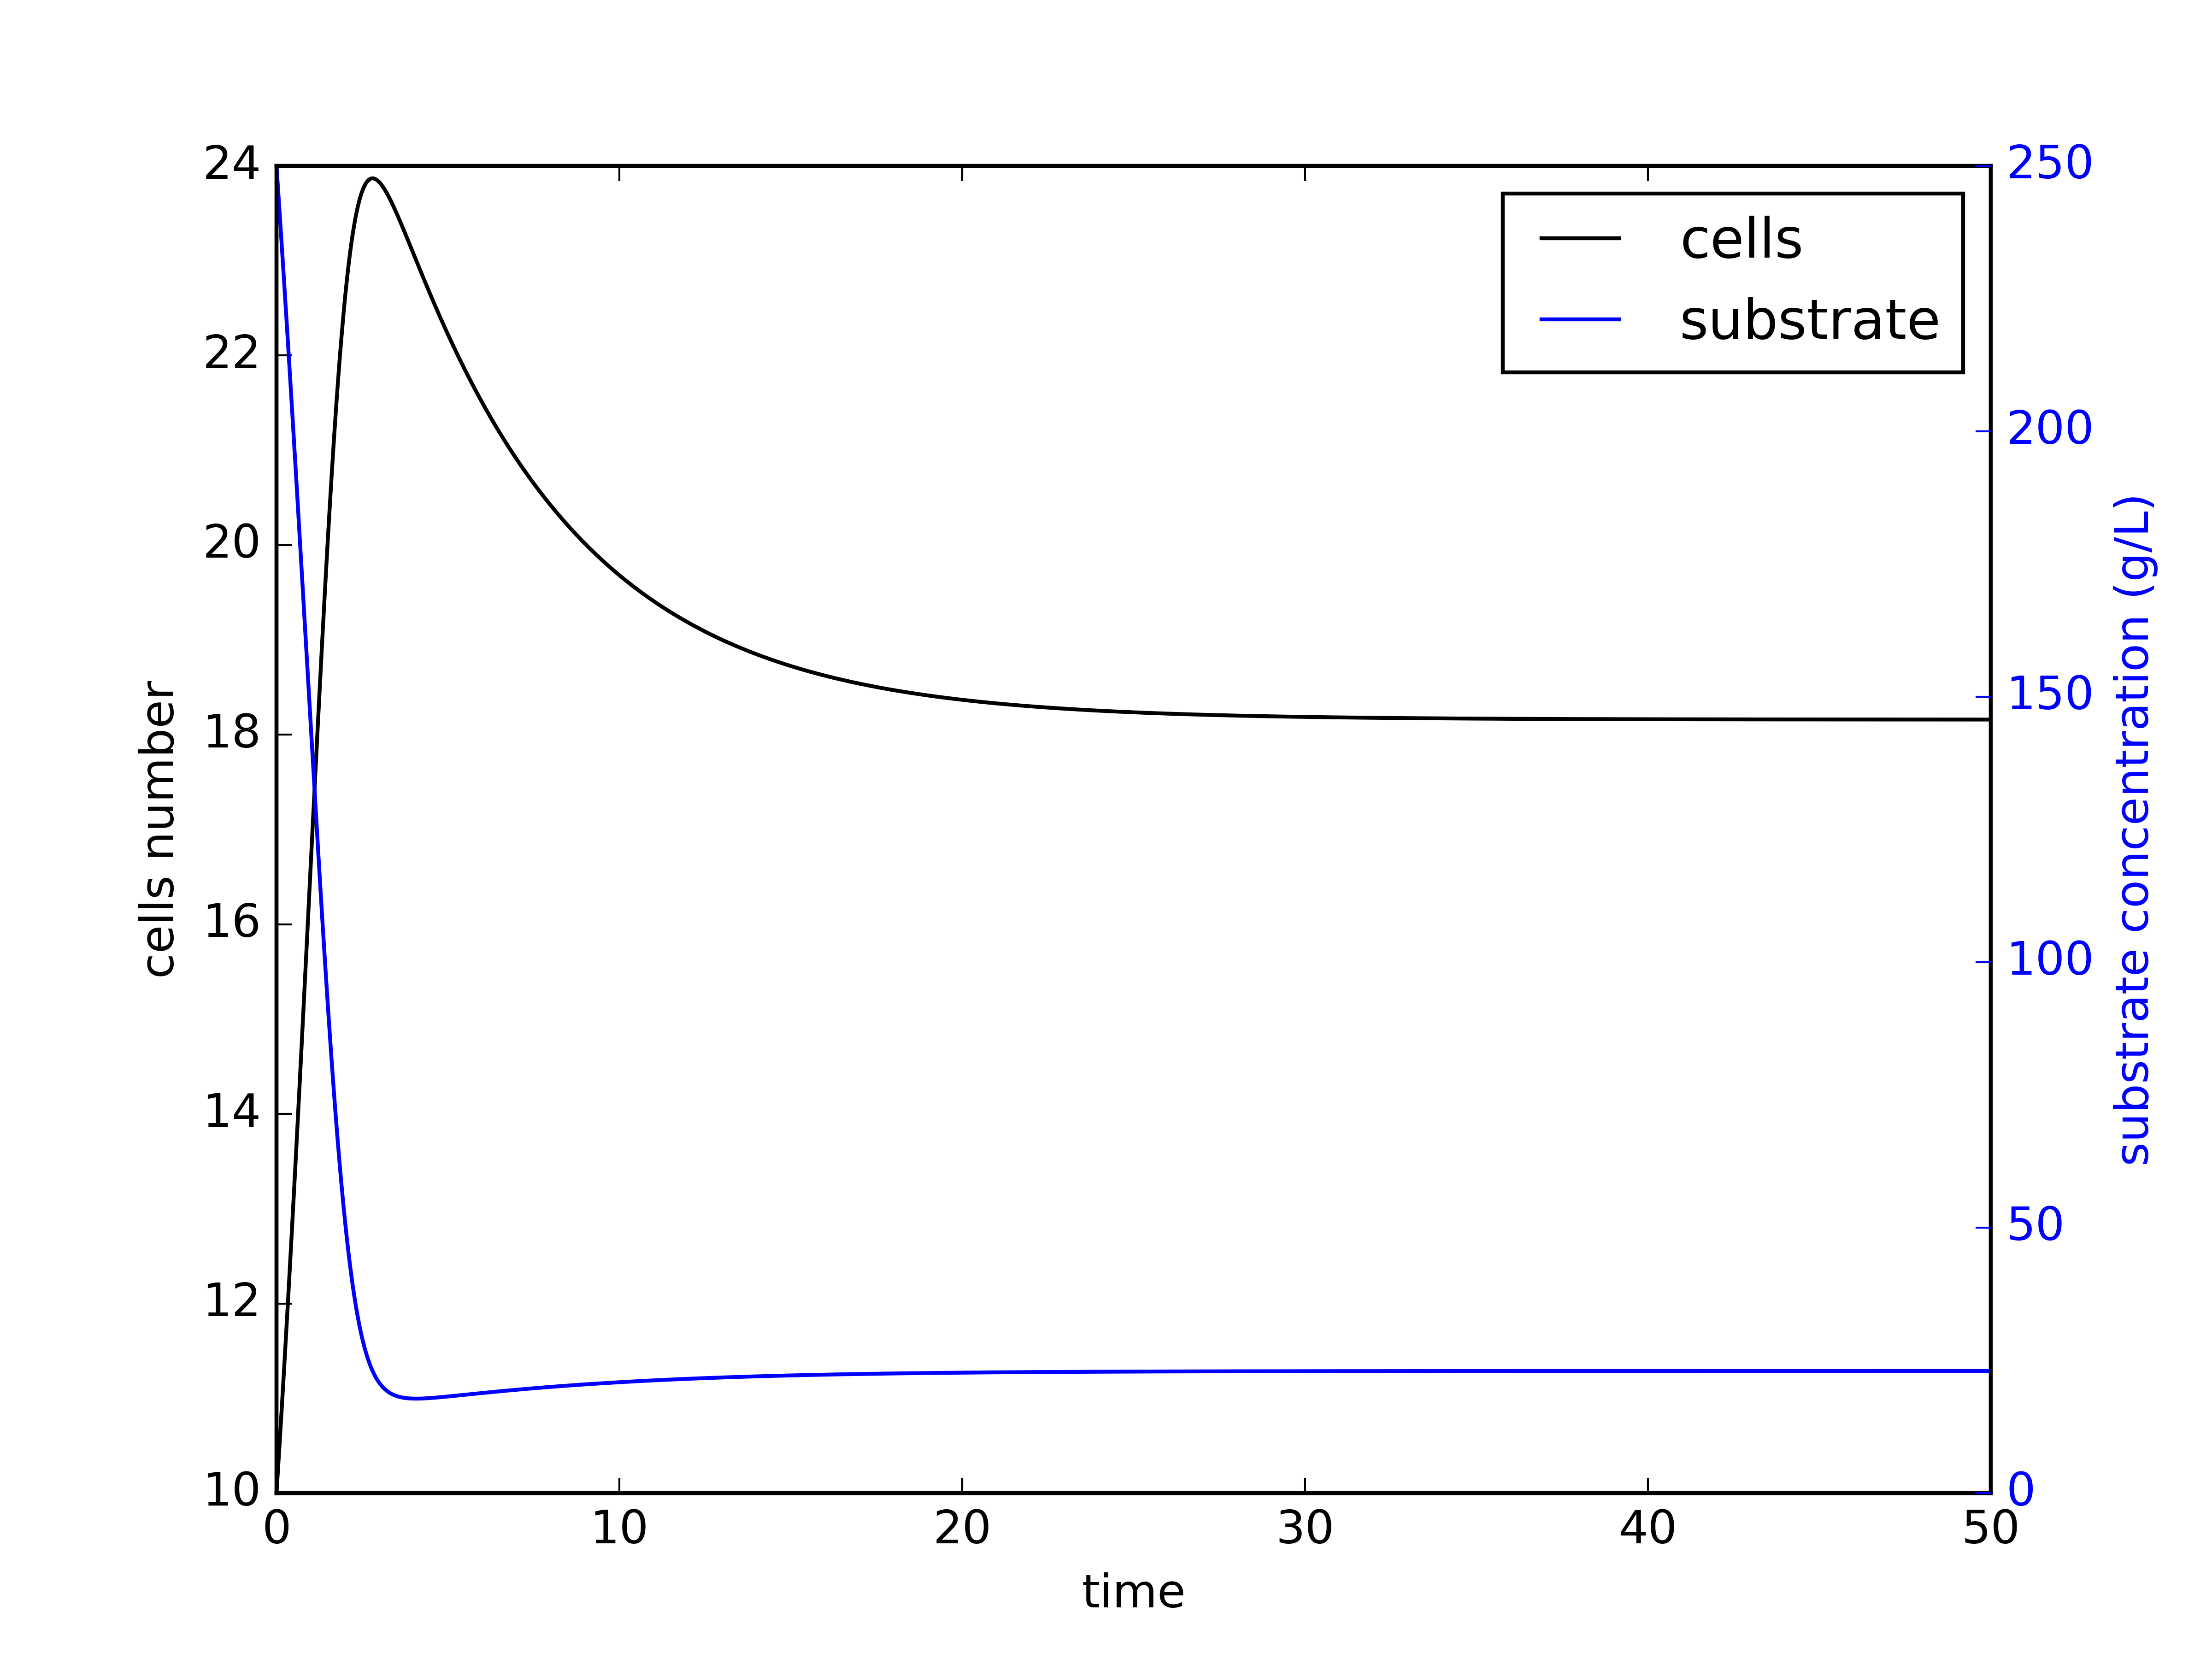 24
22
20
18
16
14
12
10
cells number
250
200
150
100
50
0
substrate concentration (g/L)
cells
substrate
0 10 20 30 40 50
time